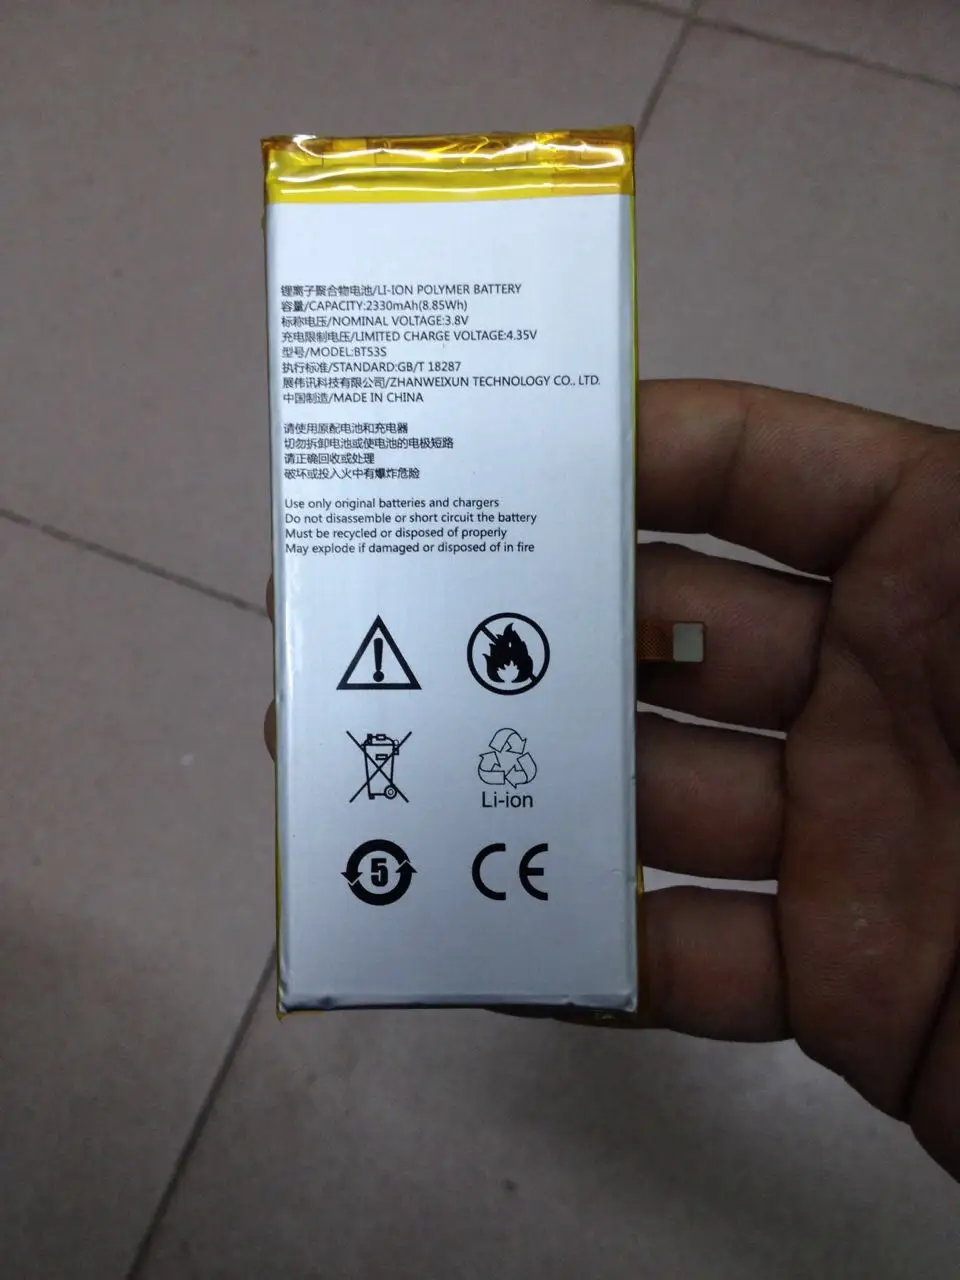 锂离子聚合物电池/LI-ION POLYMER BATTERY
容量/CAPACITY:2330mAh(8.85Wh)
标称电压/NOMINAL VOLTAGE:3.8V
充电限制电压/LIMITED CHARGE VOLTAGE:4.35V
型号/MODEL:BT53S
执行标准/STANDARD:GB/T 18287
展伟讯科技有限公司/ZHANWEIXUN TECHNOLOGY CO., LTD.
中国制造/MADE IN CHINA
请使用原配电池和充电器
切勿拆卸电池或使电池的电极短路
请正确回收或处理
破坏或投入火中有爆炸危险
Use only original batteries and chargers
Do not disassemble or short circuit the battery
Must be recycled or disposed of properly
May explode if damaged or disposed of in fire
Li-ion
5
CE